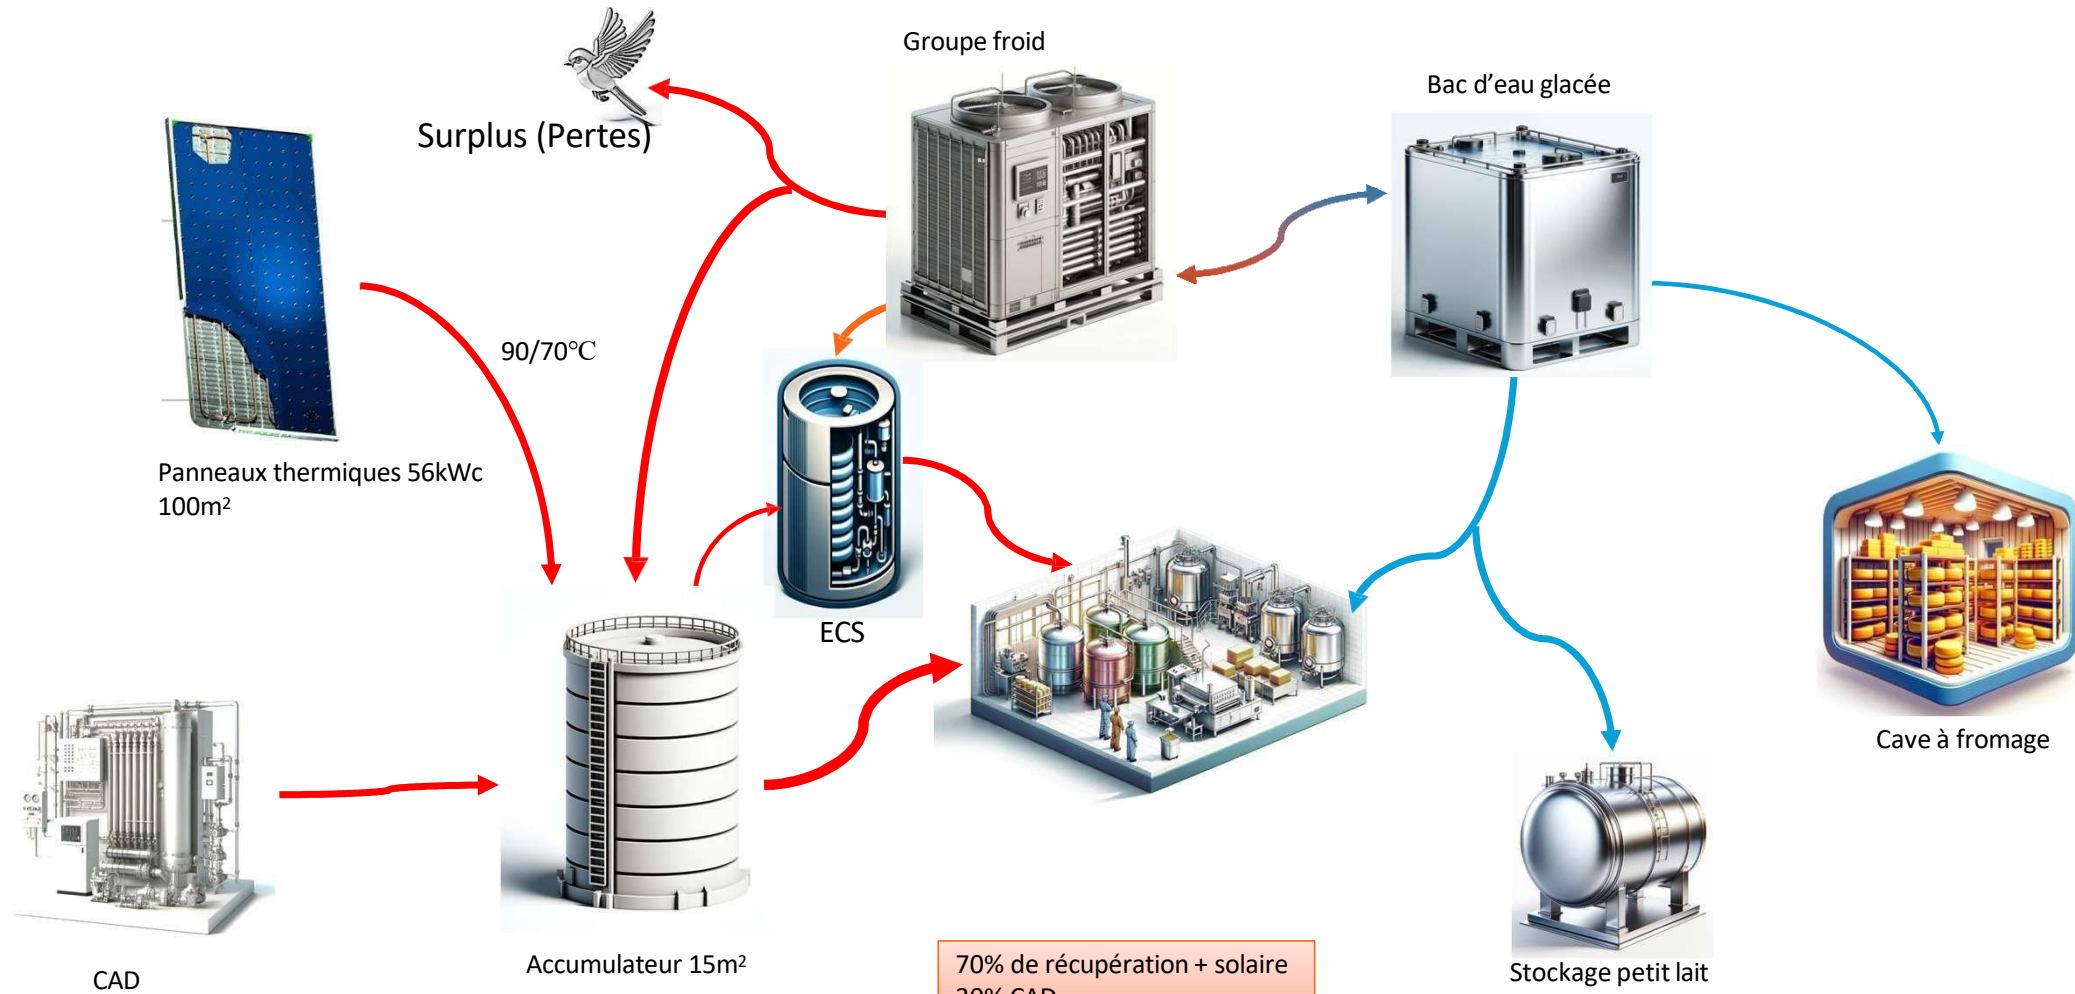 Groupe froid
Bac d’eau glacée
Surplus (Pertes)
90/70°C
Panneaux thermiques 56kWc
100m²
ECS
Cave à fromage
Accumulateur 15m²
70% de récupération + solaire
CAD
Stockage petit lait
CAD